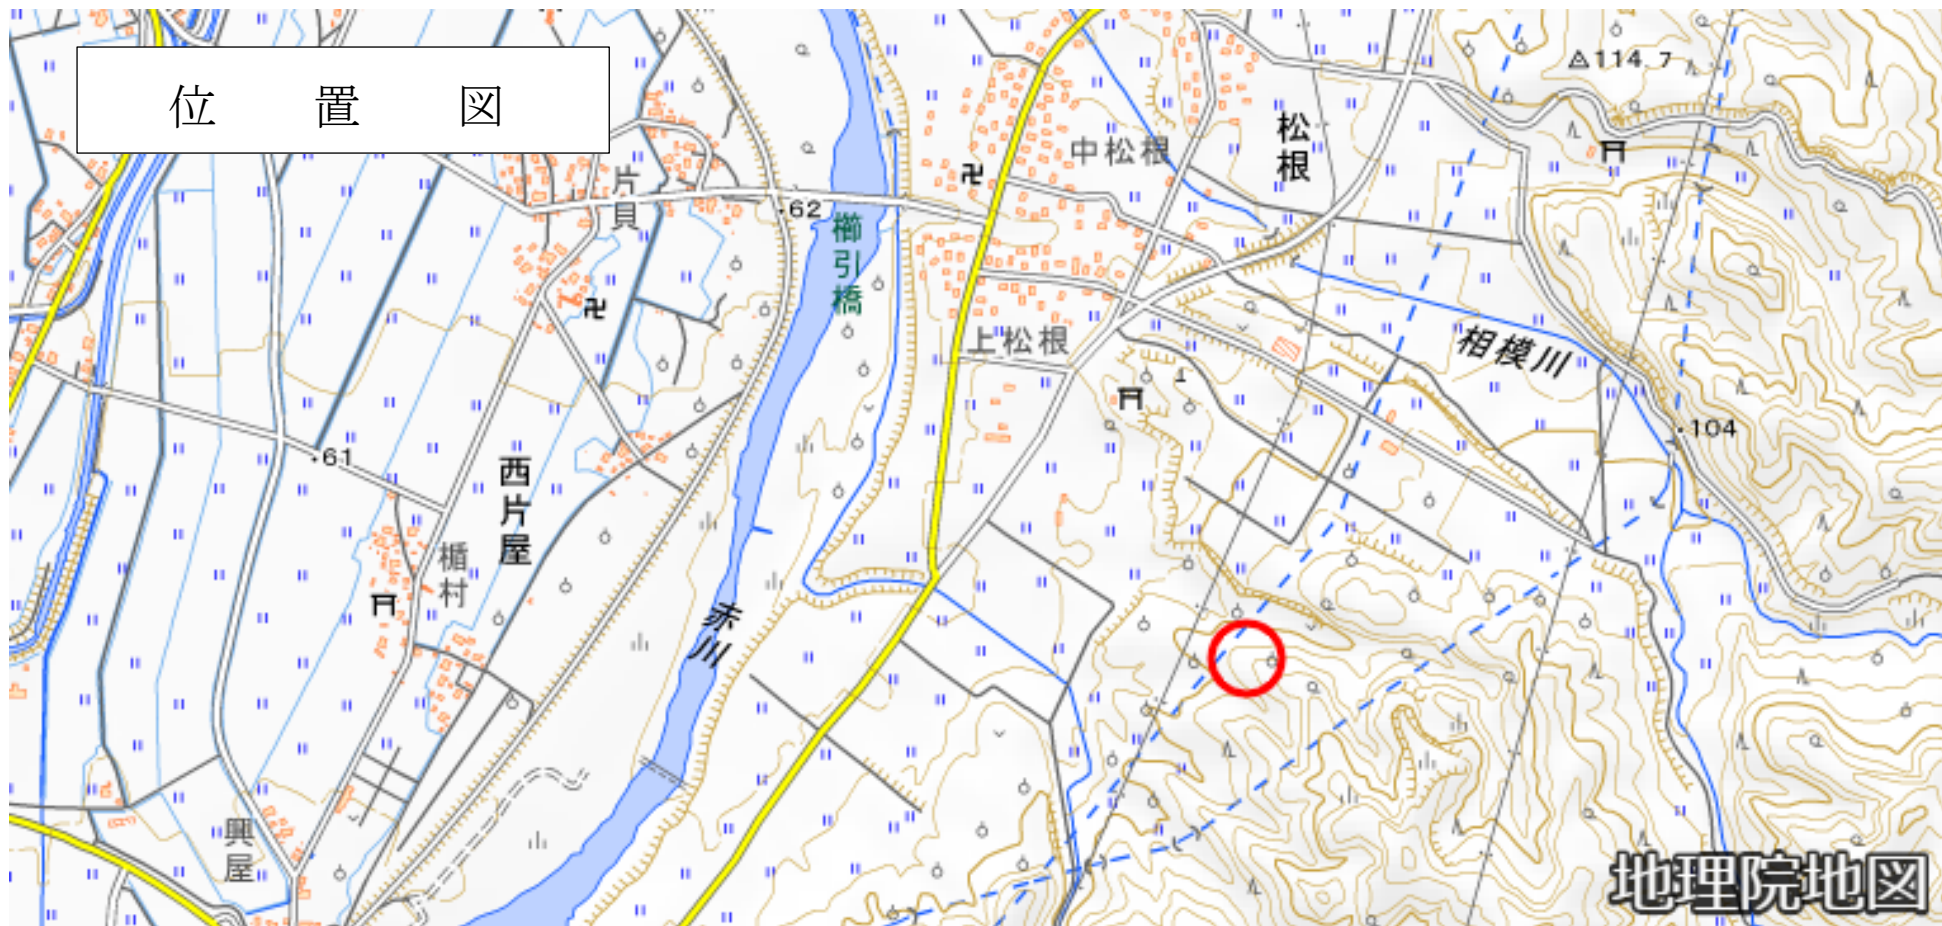 位置図
114.7
中松根
松根
片貝
62
櫛引橋
上松根
相模川
104
61
西片屋
楯村
赤川
興屋
地理院地図